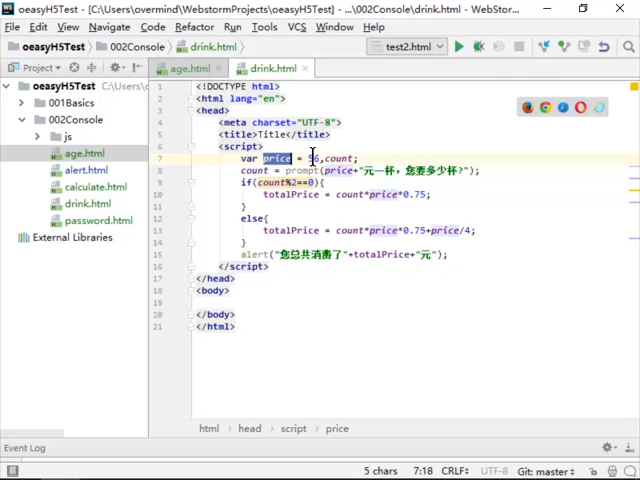 [C:\Users\overmind\WebstormProjects\oeasyH5Test] - ...\002Console\drink.html - WebStor...
File Edit View Navigate Code Refactor Run Tools VCS Window Help
oeasyH5Test 002Console drink.html test2.html
Project age.html drink.html
oeasyH5Test C:\Users\o
001Basics
002Console
js
age.html
alert.html
calculate.html
drink.html
password.html
External Libraries
1 <!DOCTYPE html>
2 <html lang="en">
3 <head>
4 <meta charset="UTF-8">
5 <title>Title</title>
6 <script>
7 var price = 56,count;
8 count = prompt(price+"元一杯，您要多少杯?");
9 if(count%2==0){
10 totalPrice = count*price*0.75;
11 }
12 else{
13 totalPrice = count*price*0.75+price/4;
14 }
15 alert("您总共消费了"+totalPrice+"元");
16 </script>
17 </head>
18 <body>
19
20 </body>
21 </html>
html head script price
Event Log
5 chars 7:18 CRLF÷ UTF-8 Git: master÷